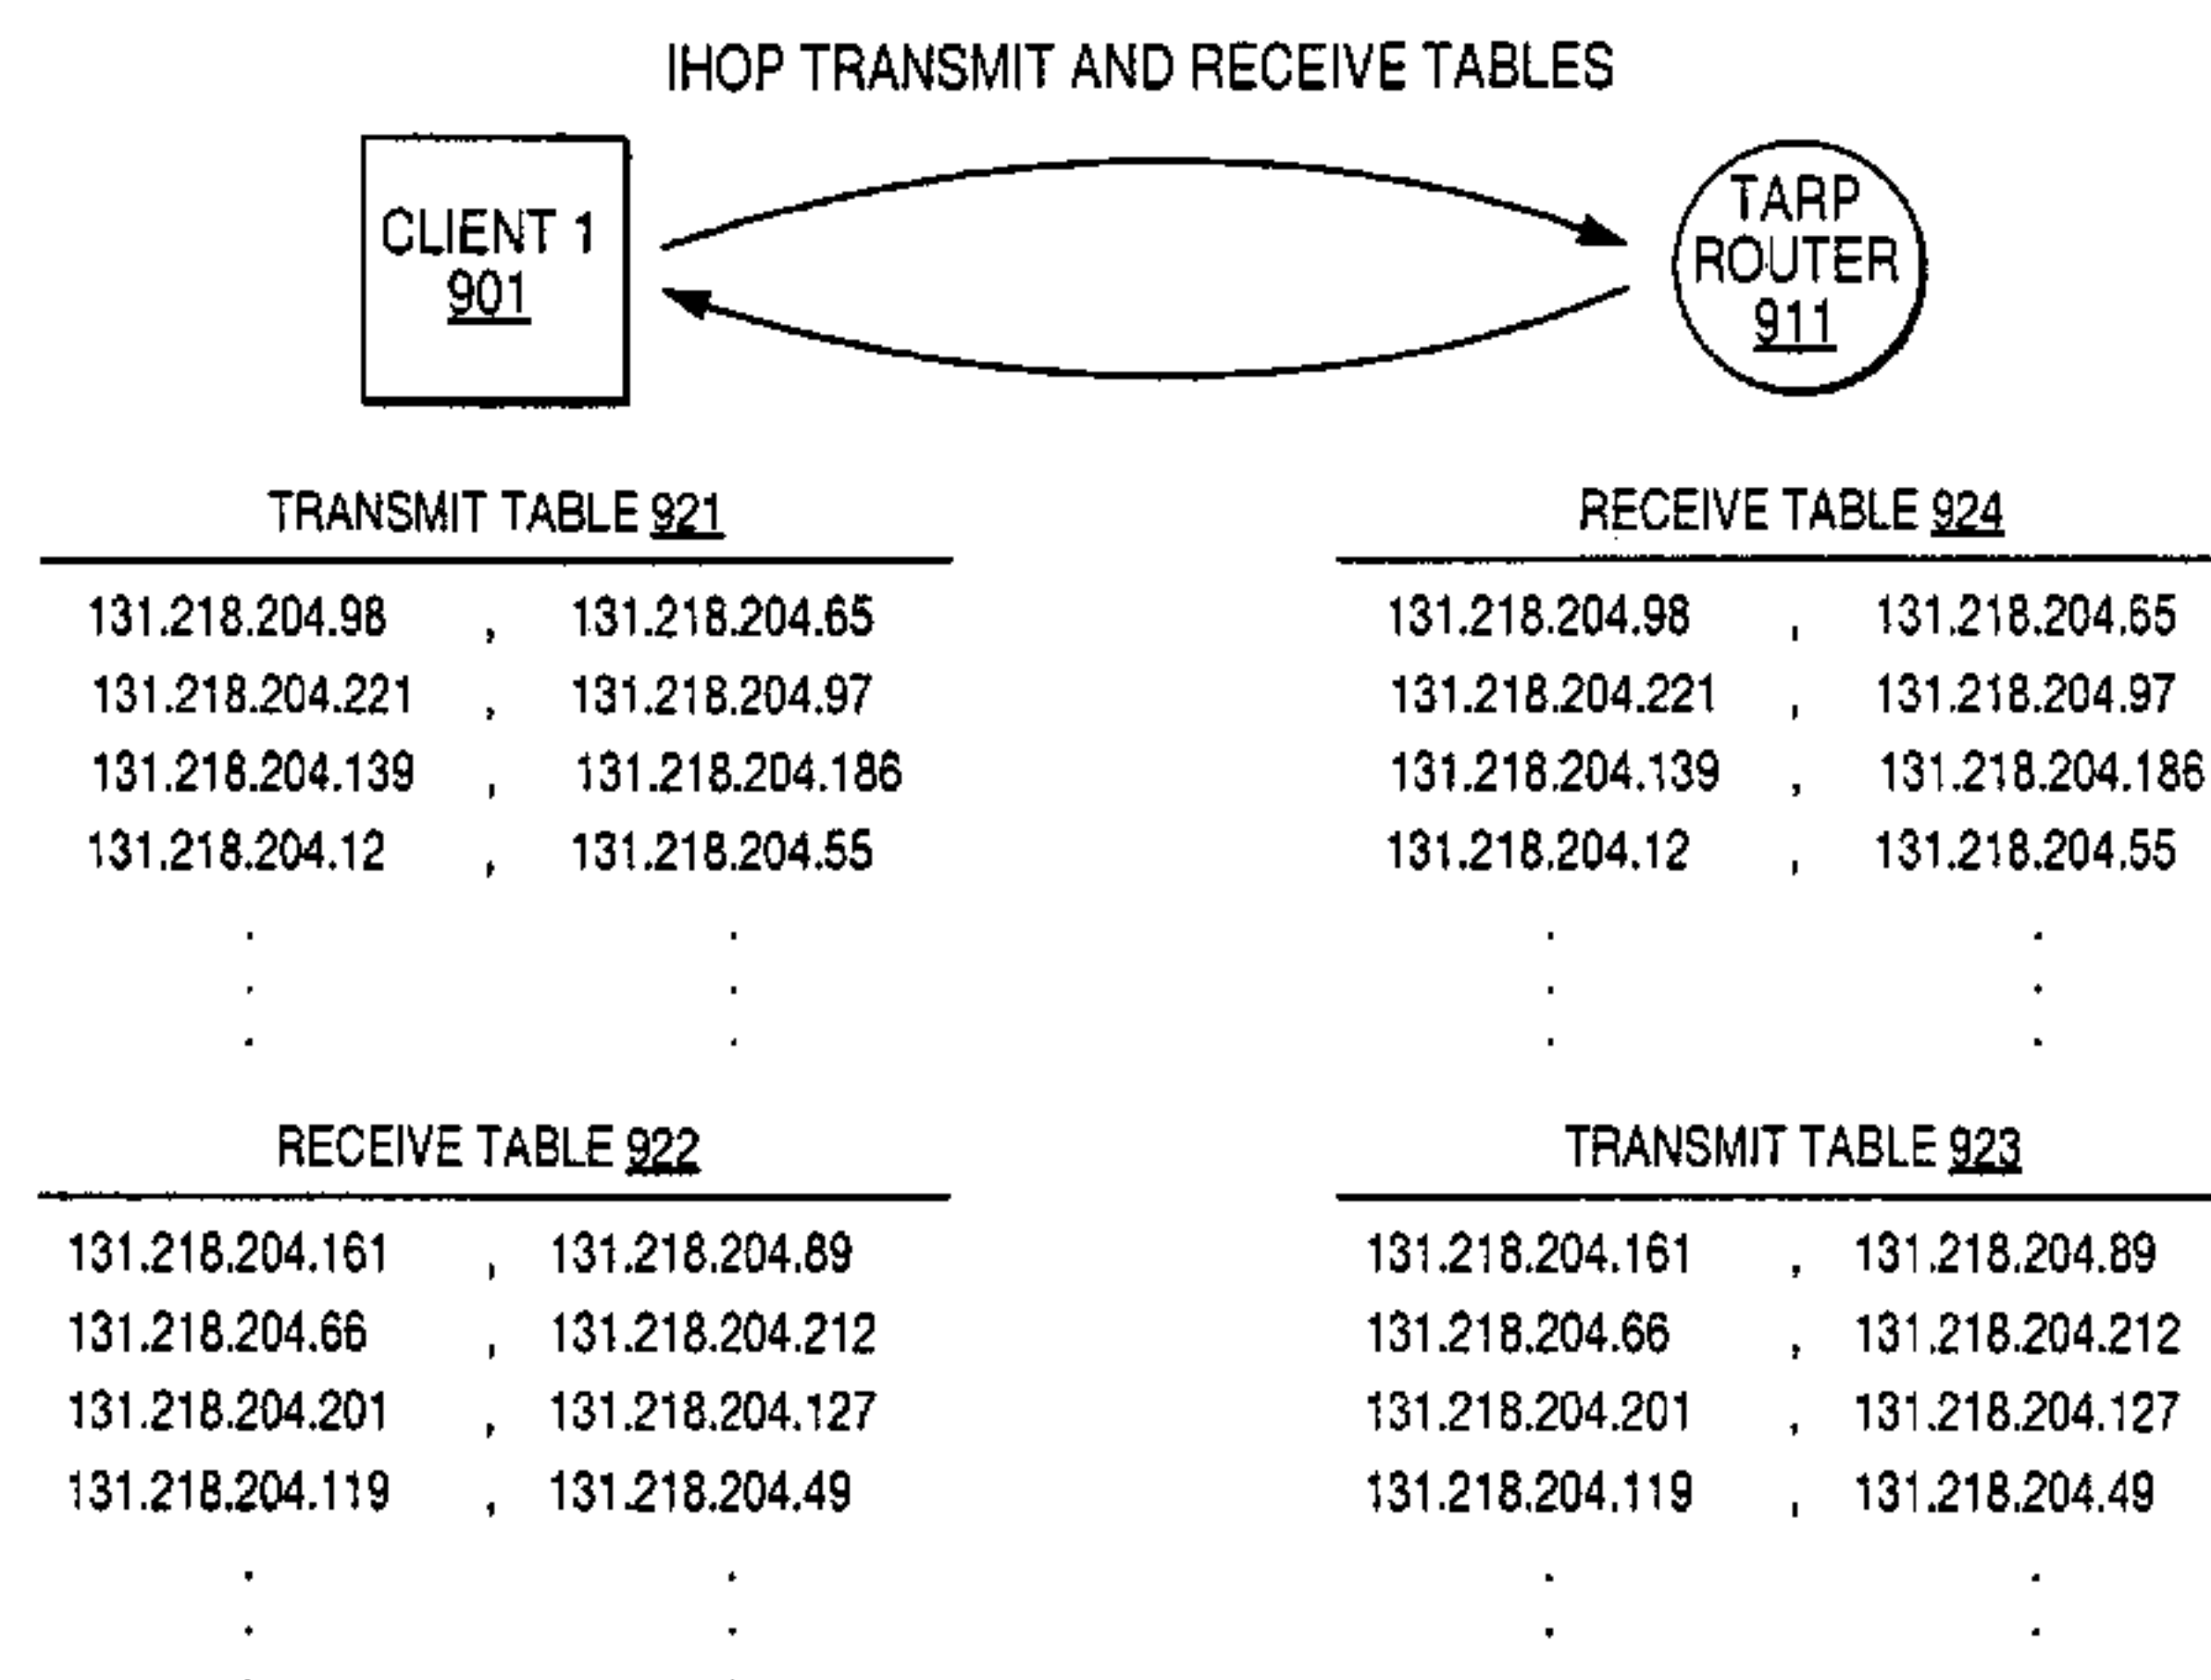 IHOP TRANSMIT AND RECEIVE TABLES
CLIENT 1
901
TARP
ROUTER
911
TRANSMIT TABLE 921
131.218.204.98 , 131.218.204.65
131.218.204.221 , 131.218.204.97
131.218.204.139 , 131.218.204.186
131.218.204.12 , 131.218.204.55
RECEIVE TABLE 924
131.218.204.98 , 131.218.204.65
131.218.204.221 , 131.218.204.97
131.218.204.139 , 131.218.204.186
131.218.204.12 , 131.218.204.55
RECEIVE TABLE 922
131.218.204.161 , 131.218.204.89
131.218.204.66 , 131.218.204.212
131.218.204.201 , 131.218.204.127
131.218.204.119 , 131.218.204.49
TRANSMIT TABLE 923
131.218.204.161 , 131.218.204.89
131.218.204.66 , 131.218.204.212
131.218.204.201 , 131.218.204.127
131.218.204.119 , 131.218.204.49